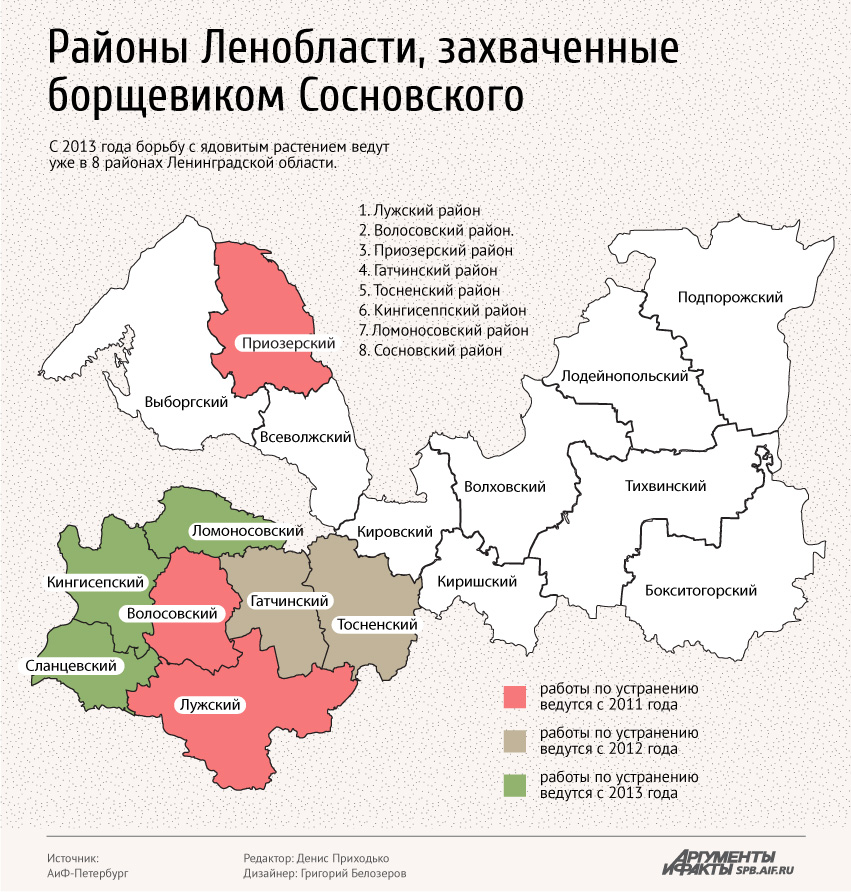 Районы Ленобласти, захваченные
борщевиком Сосновского
С 2013 года борьбу с ядовитым растением ведут
уже в 8 районах Ленинградской области.
1. Лужский район
2. Волосовский район.
3. Приозерский район
4. Гатчинский район
5. Тосненский район
6. Кингисеппский район
7. Ломоносовский район
8. Сосновский район
Подпорожский
Приозерский
Лодейнопольский
Выборгский
Всеволжский
Волховский
Тихвинский
Ломоносовский
Кировский
Кингисепский
Киришский
Бокситогорский
Гатчинский
Волосовский
Тосненский
Сланцевский
Лужский
работы по устранению
ведутся с 2011 года
работы по устранению
ведутся с 2012 года
работы по устранению
ведутся с 2013 года
Источник:
АиФ-Петербург
Редактор: Денис Приходько
Дизайнер: Григорий Белозеров
АРГУМЕНТЫ
И ФАКТЫ SPB.AIF.RU